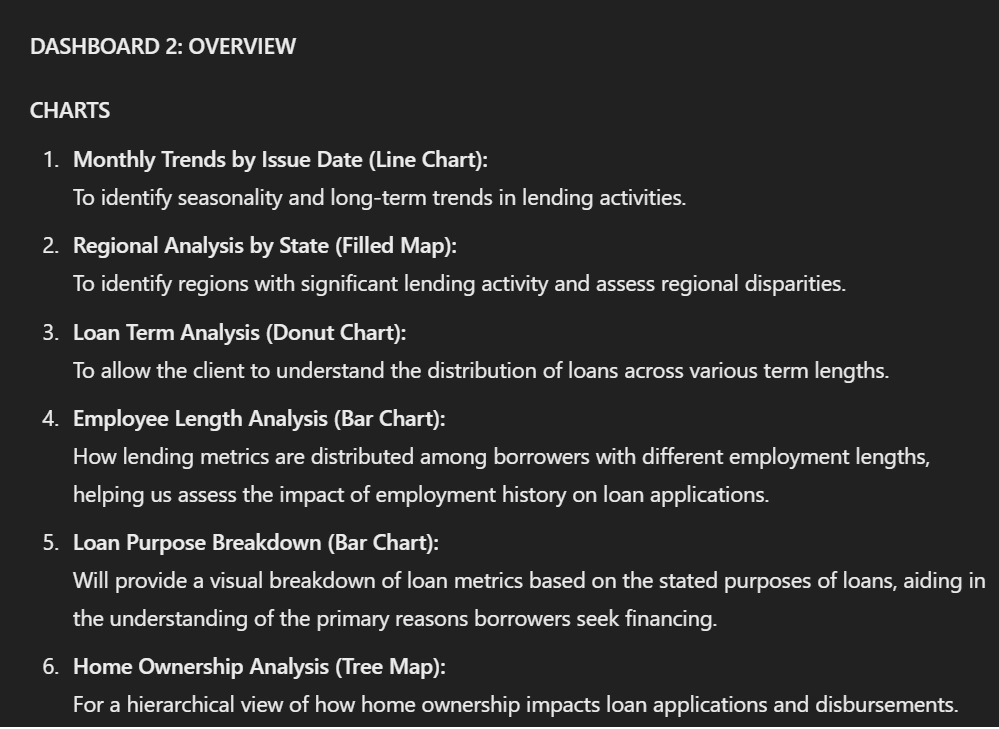 DASHBOARD 2: OVERVIEW
CHARTS
1. Monthly Trends by Issue Date (Line Chart):
To identify seasonality and long-term trends in lending activities.
2. Regional Analysis by State (Filled Map):
To identify regions with significant lending activity and assess regional disparities.
3. Loan Term Analysis (Donut Chart):
To allow the client to understand the distribution of loans across various term lengths.
4. Employee Length Analysis (Bar Chart):
How lending metrics are distributed among borrowers with different employment lengths,
helping us assess the impact of employment history on loan applications.
5. Loan Purpose Breakdown (Bar Chart):
Will provide a visual breakdown of loan metrics based on the stated purposes of loans, aiding in
the understanding of the primary reasons borrowers seek financing.
6. Home Ownership Analysis (Tree Map):
For a hierarchical view of how home ownership impacts loan applications and disbursements.